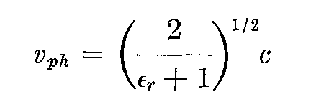 $v_{ph} = \left( \frac{2}{\epsilon_r + 1} \right)^{1/2} c$